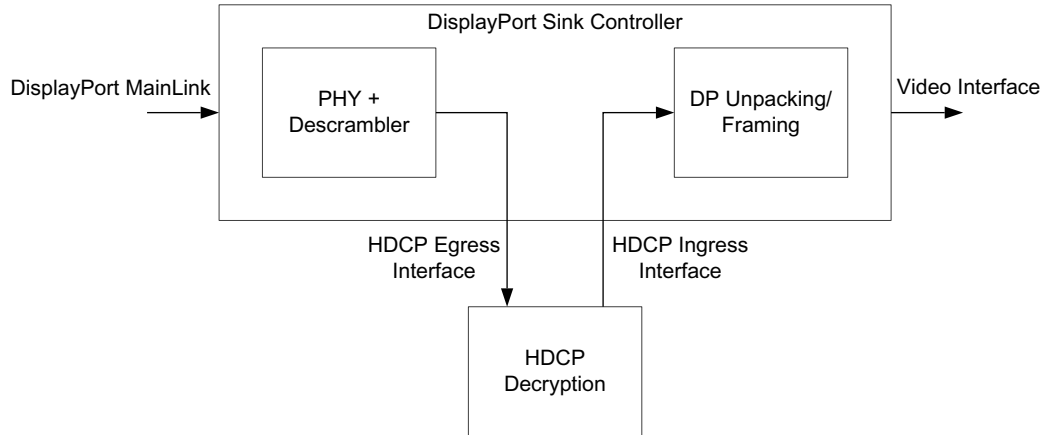 DisplayPort Sink Controller
DisplayPort MainLink
PHY +
Descrambler
DP Unpacking/
Framing
Video Interface
HDCP Egress
Interface
HDCP Ingress
Interface
HDCP
Decryption